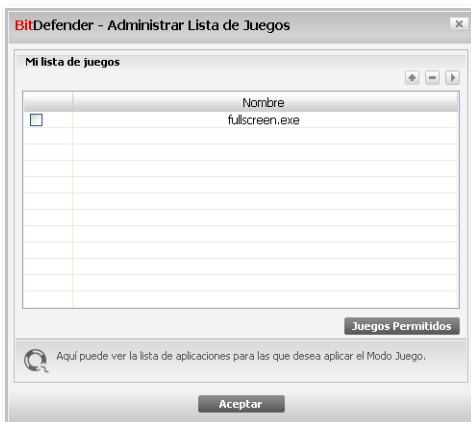 BitDefender - Administrar Lista de Juegos
Mi lista de juegos
Nombre
fullscreen.exe
Juegos Permitidos
Aquí puede ver la lista de aplicaciones para las que desea aplicar el Modo Juego.
Aceptar